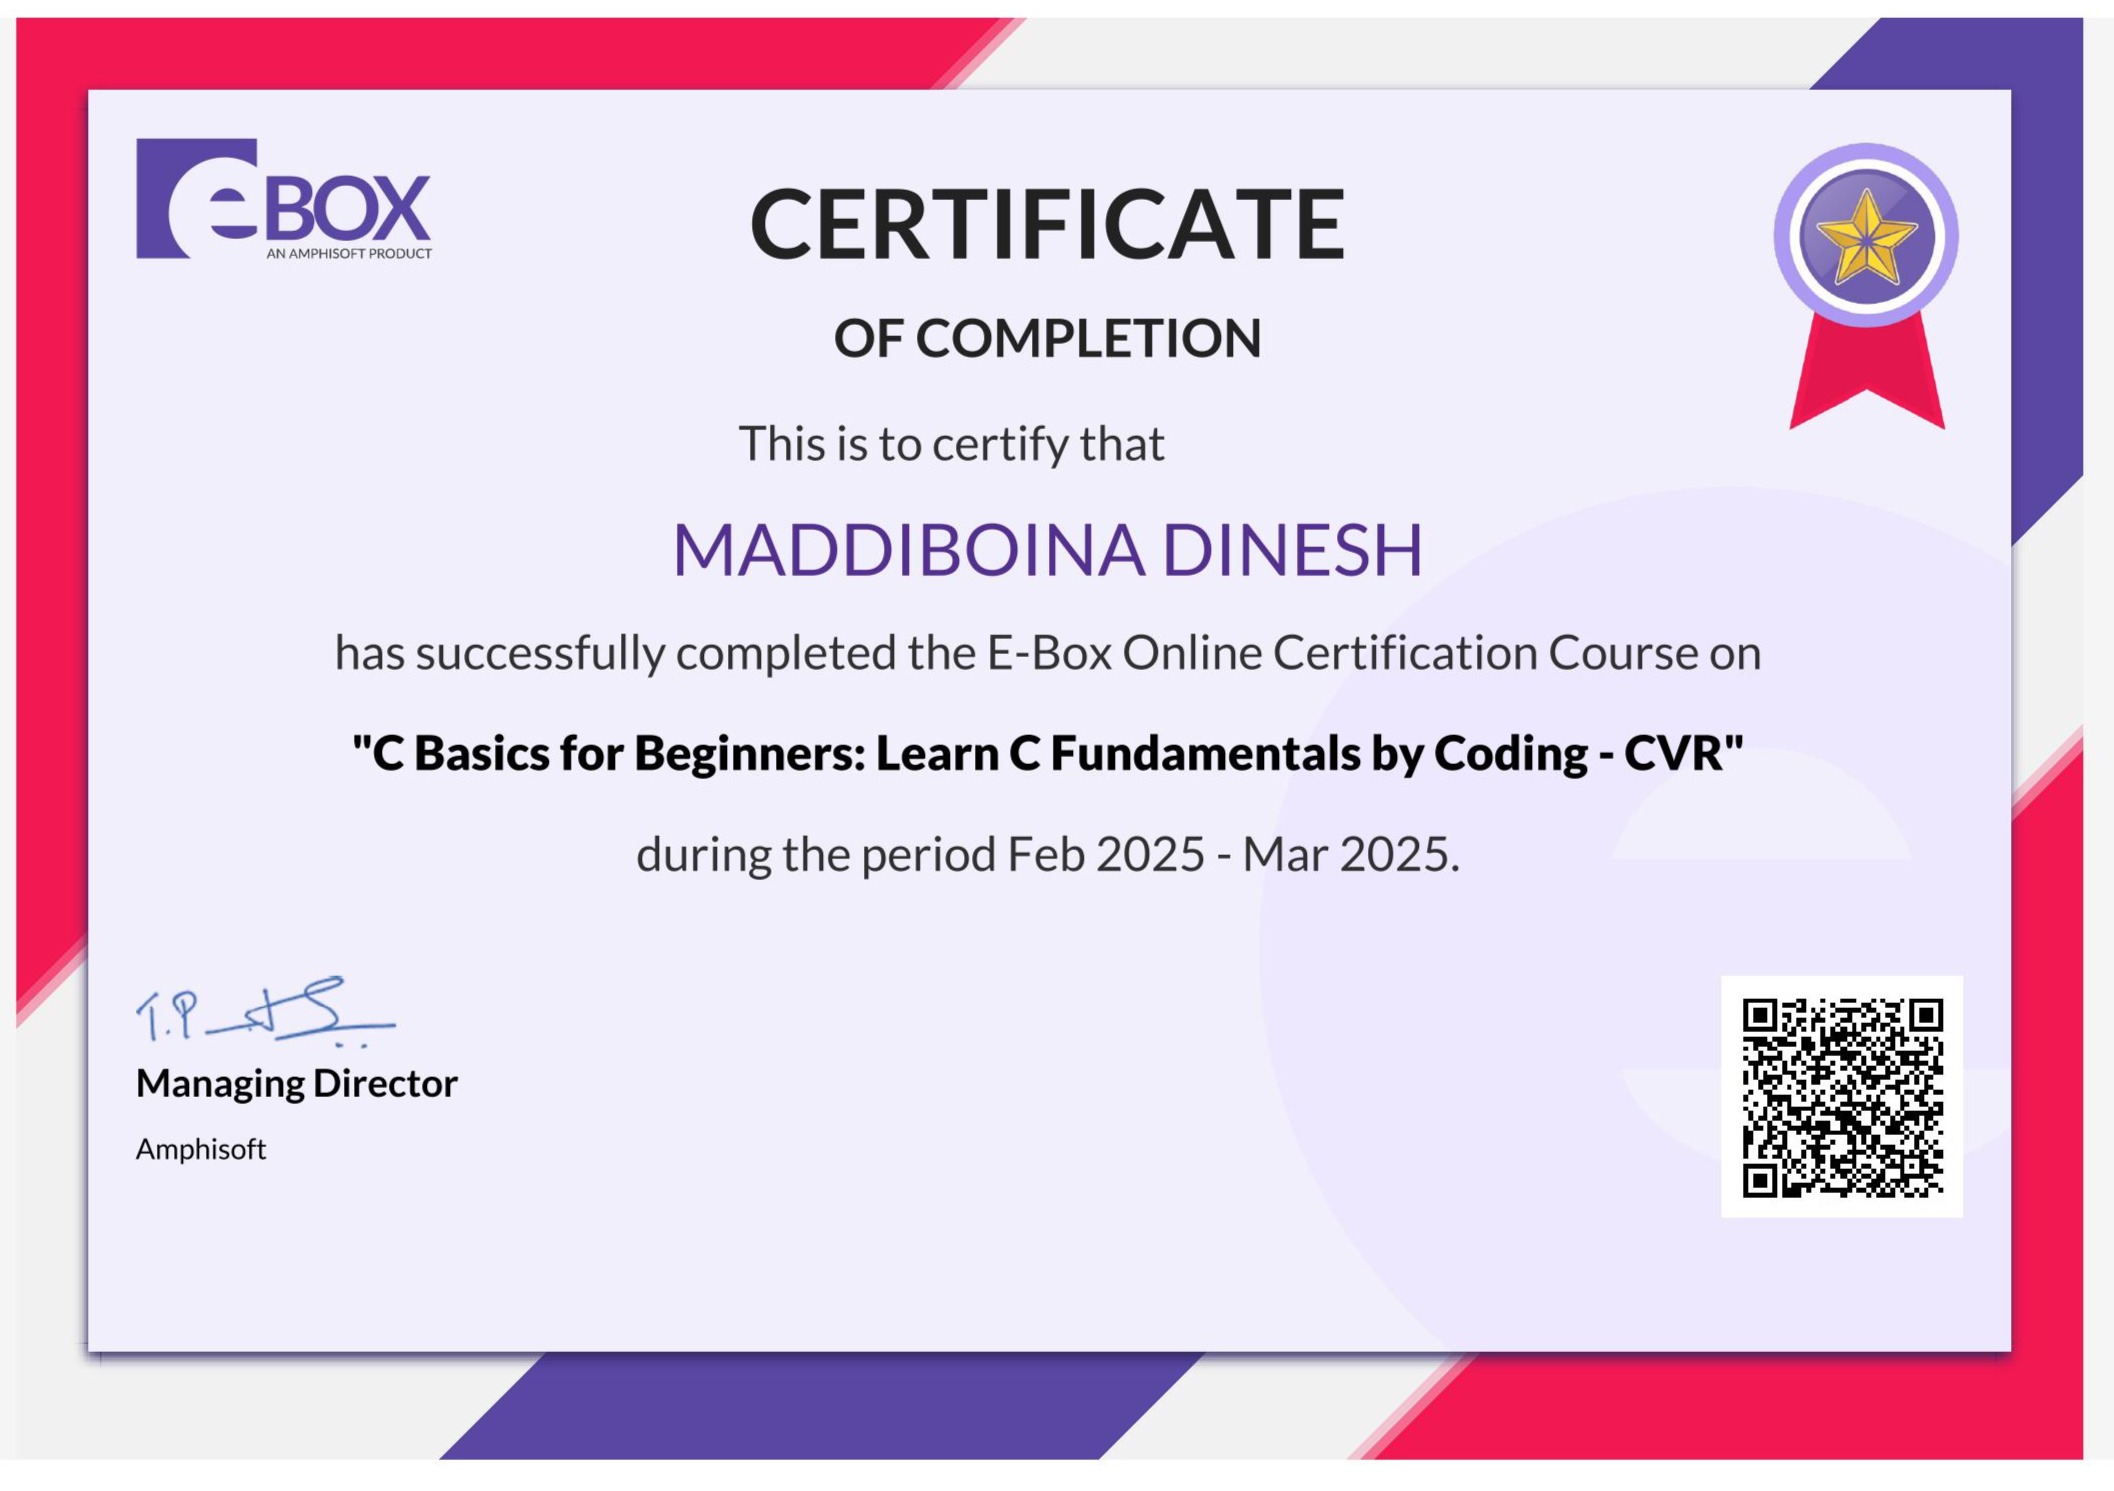 eBOX
AN AMPHISOFT PRODUCT
CERTIFICATE
OF COMPLETION
This is to certify that
MADDIBOINA DINESH
has successfully completed the E-Box Online Certification Course on
"C Basics for Beginners: Learn C Fundamentals by Coding - CVR"
during the period Feb 2025 - Mar 2025.
T.P
Managing Director
Amphisoft